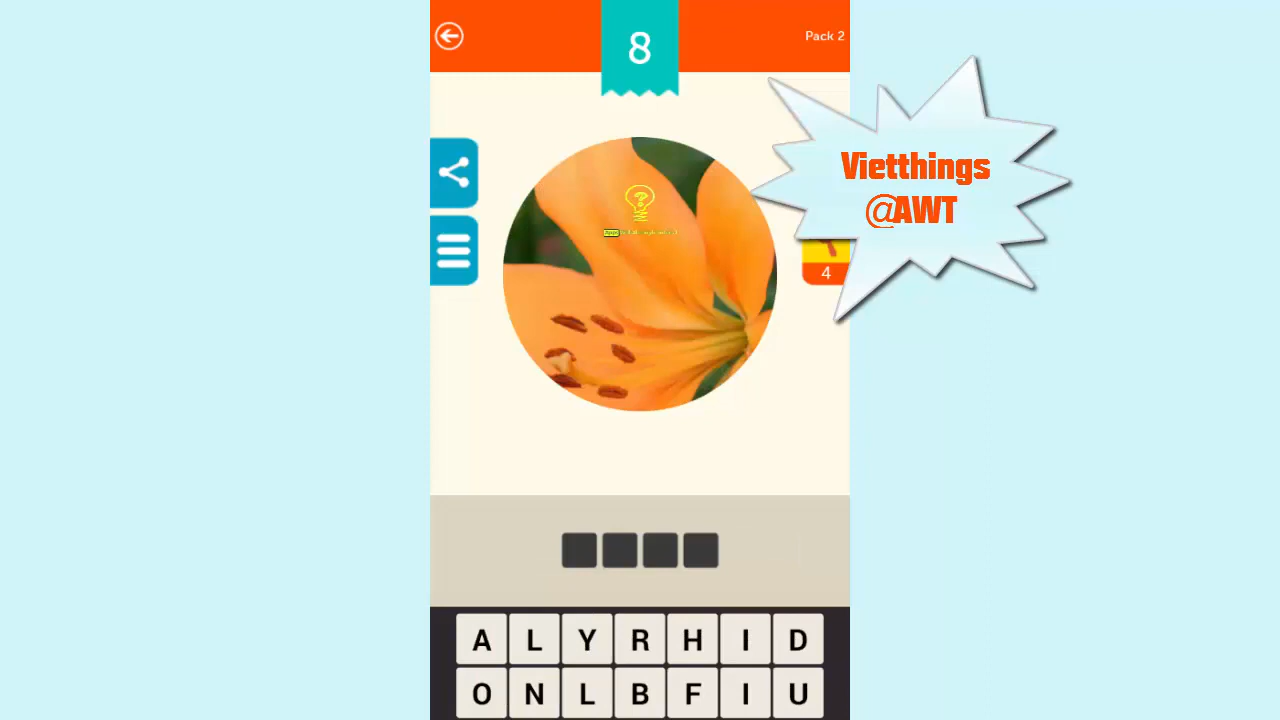 8
Pack 2
Vietthings
@AWT
4
A L Y R H I D
O N L B F I U